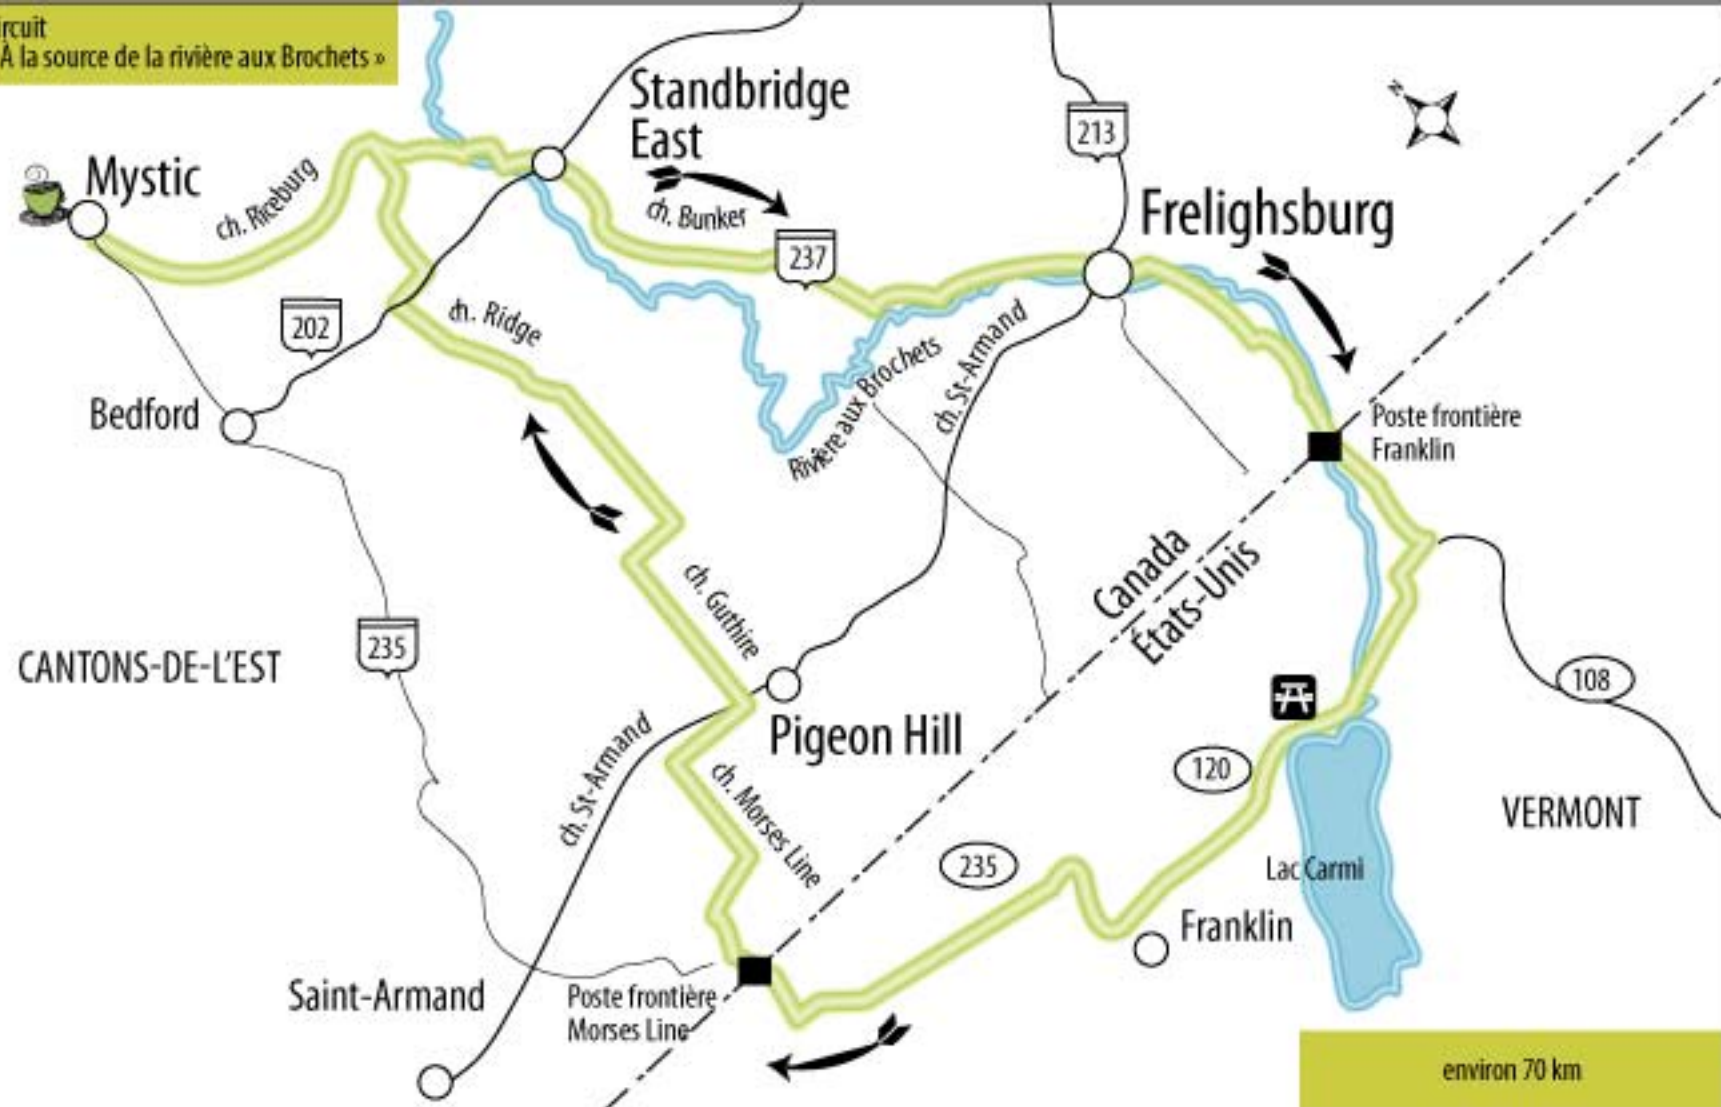 rcuit
À la source de la rivière aux Brochets »
Standbridge
East
N
213
Mystic
ch. Riceburg
ch. Bunker
Frelighsburg
237
202
ch. Ridge
Rivière aux Brochets
ch. St-Armand
Bedford
Poste frontière
Franklin
ch. Guthire
Canada
États-Unis
235
CANTONS-DE-L'EST
108
Pigeon Hill
ch. St-Armand
ch. Morses Line
120
VERMONT
235
Lac Carmi
Franklin
Saint-Armand
Poste frontière
Morses Line
environ 70 km